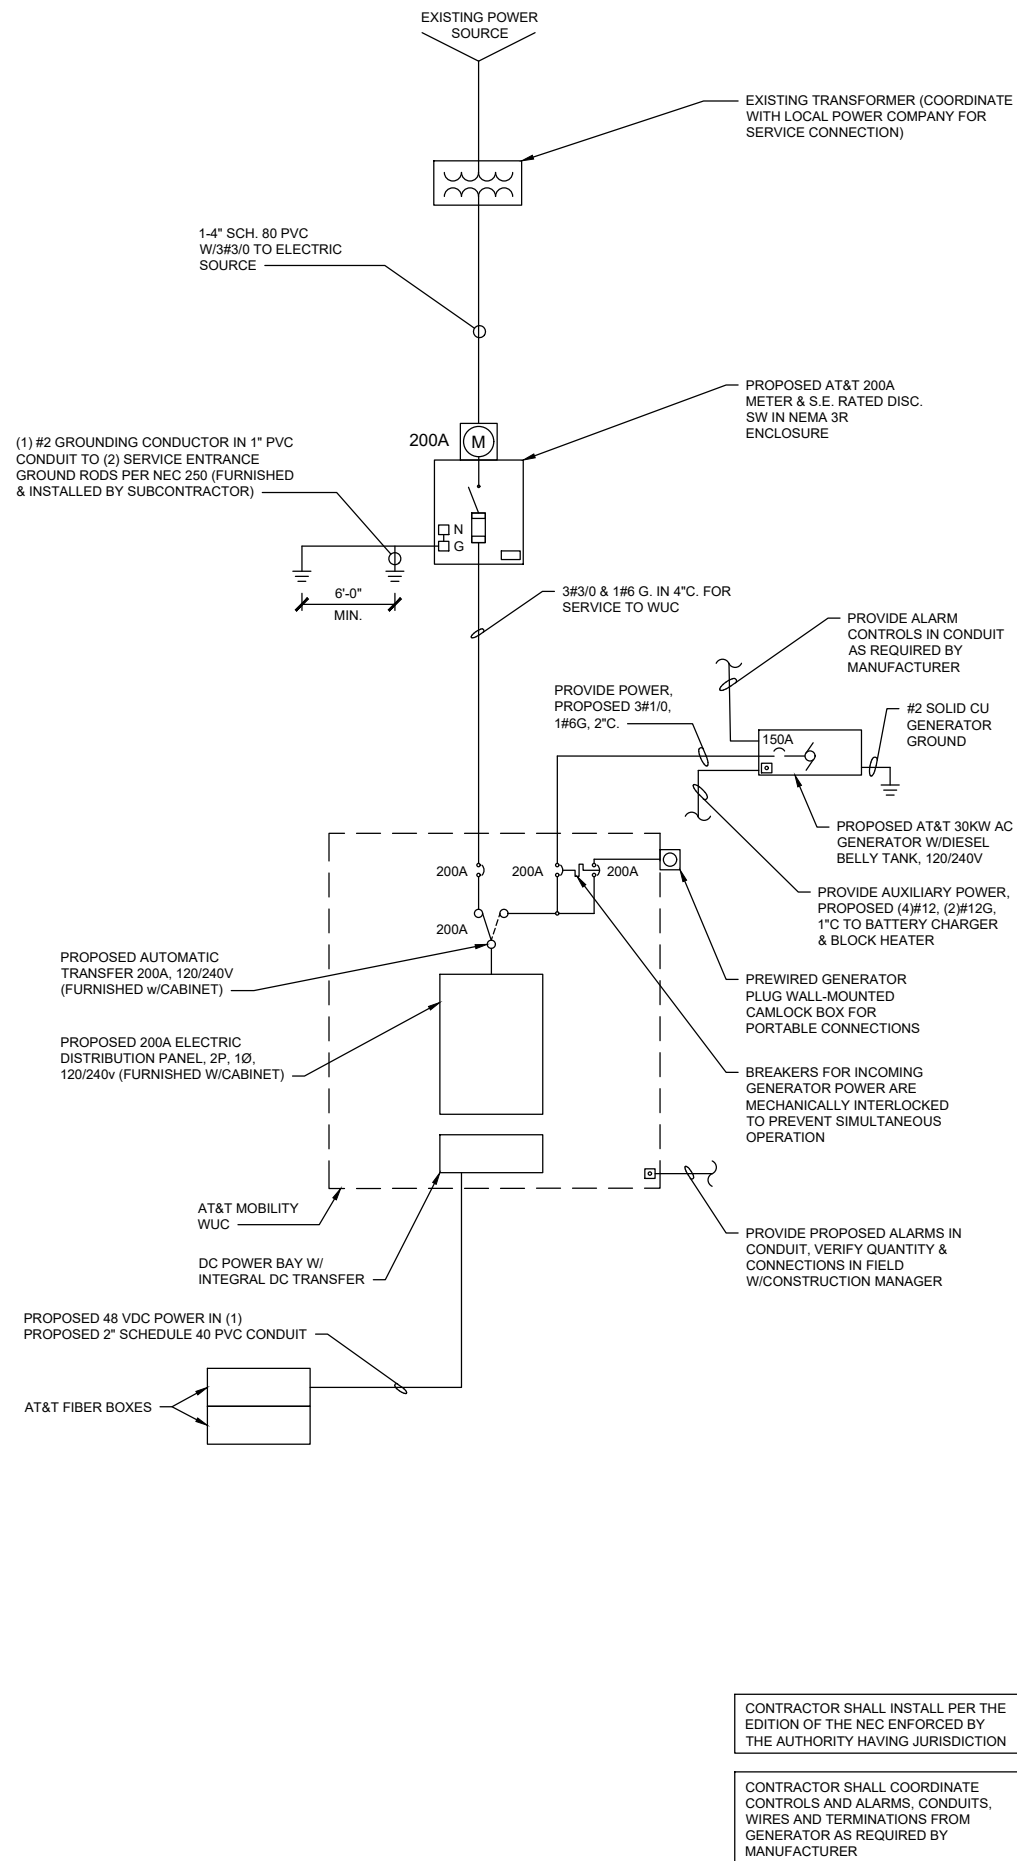 EXISTING POWER
SOURCE
EXISTING TRANSFORMER (COORDINATE
WITH LOCAL POWER COMPANY FOR
SERVICE CONNECTION)
1-4" SCH. 80 PVC
W/3#3/0 TO ELECTRIC
SOURCE
PROPOSED AT&T 200A
METER & S.E. RATED DISC.
SW IN NEMA 3R
ENCLOSURE
200A
M
(1) #2 GROUNDING CONDUCTOR IN 1" PVC
CONDUIT TO (2) SERVICE ENTRANCE
GROUND RODS PER NEC 250 (FURNISHED
& INSTALLED BY SUBCONTRACTOR)
N
G
6'-0"
MIN.
3#3/0 & 1#6 G. IN 4"C. FOR
SERVICE TO WUC
PROVIDE ALARM
CONTROLS IN CONDUIT
AS REQUIRED BY
MANUFACTURER
PROVIDE POWER,
PROPOSED 3#1/0,
1#6G, 2"C.
#2 SOLID CU
GENERATOR
GROUND
150A
PROPOSED AT&T 30KW AC
GENERATOR W/DIESEL
BELLY TANK, 120/240V
200A
200A
200A
PROVIDE AUXILIARY POWER,
PROPOSED (4)#12, (2)#12G,
1"C TO BATTERY CHARGER
& BLOCK HEATER
200A
PROPOSED AUTOMATIC
TRANSFER 200A, 120/240V
(FURNISHED w/CABINET)
PREWIRED GENERATOR
PLUG WALL-MOUNTED
CAMLOCK BOX FOR
PORTABLE CONNECTIONS
PROPOSED 200A ELECTRIC
DISTRIBUTION PANEL, 2P, 1Ø,
120/240v (FURNISHED W/CABINET)
BREAKERS FOR INCOMING
GENERATOR POWER ARE
MECHANICALLY INTERLOCKED
TO PREVENT SIMULTANEOUS
OPERATION
AT&T MOBILITY
WUC
PROVIDE PROPOSED ALARMS IN
CONDUIT, VERIFY QUANTITY &
CONNECTIONS IN FIELD
W/CONSTRUCTION MANAGER
DC POWER BAY W/
INTEGRAL DC TRANSFER
PROPOSED 48 VDC POWER IN (1)
PROPOSED 2" SCHEDULE 40 PVC CONDUIT
AT&T FIBER BOXES
CONTRACTOR SHALL INSTALL PER THE
EDITION OF THE NEC ENFORCED BY
THE AUTHORITY HAVING JURISDICTION
CONTRACTOR SHALL COORDINATE
CONTROLS AND ALARMS, CONDUITS,
WIRES AND TERMINATIONS FROM
GENERATOR AS REQUIRED BY
MANUFACTURER